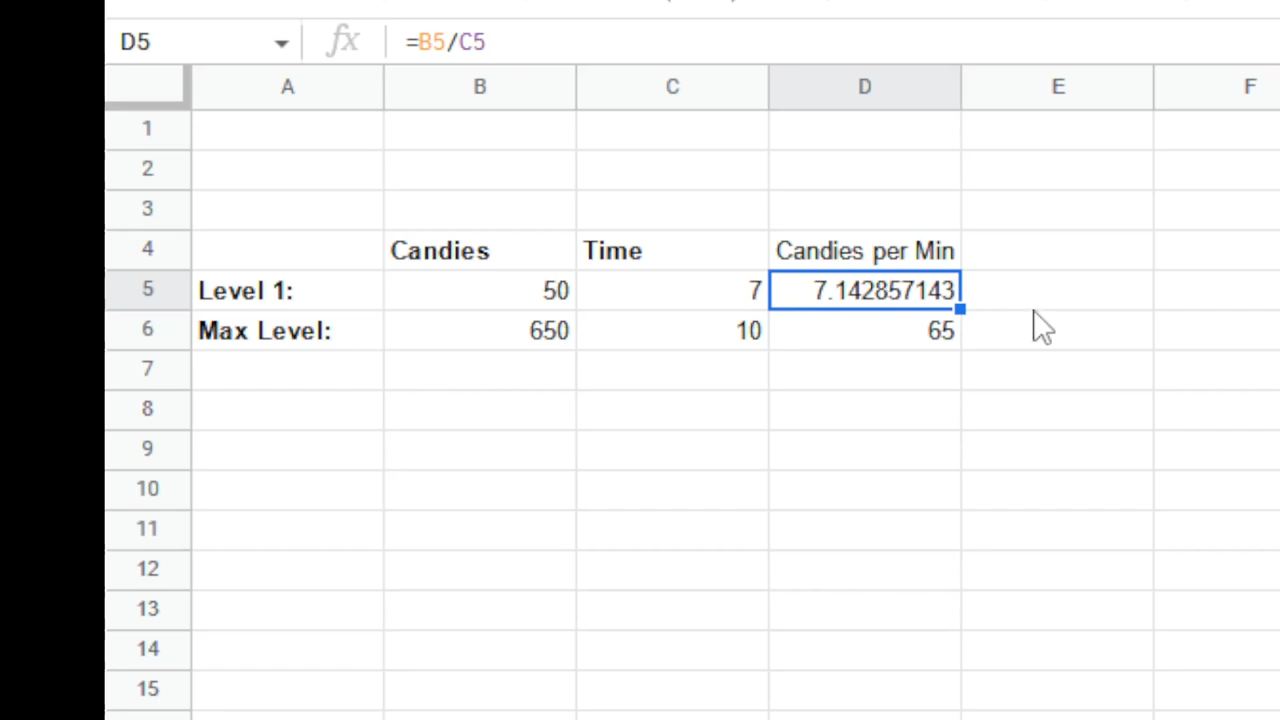 D5 fx =B5/C5
A B C D E F
1
2
3
4 Candies Time Candies per Min
5 Level 1: 50 7 7.142857143
6 Max Level: 650 10 65
7
8
9
10
11
12
13
14
15